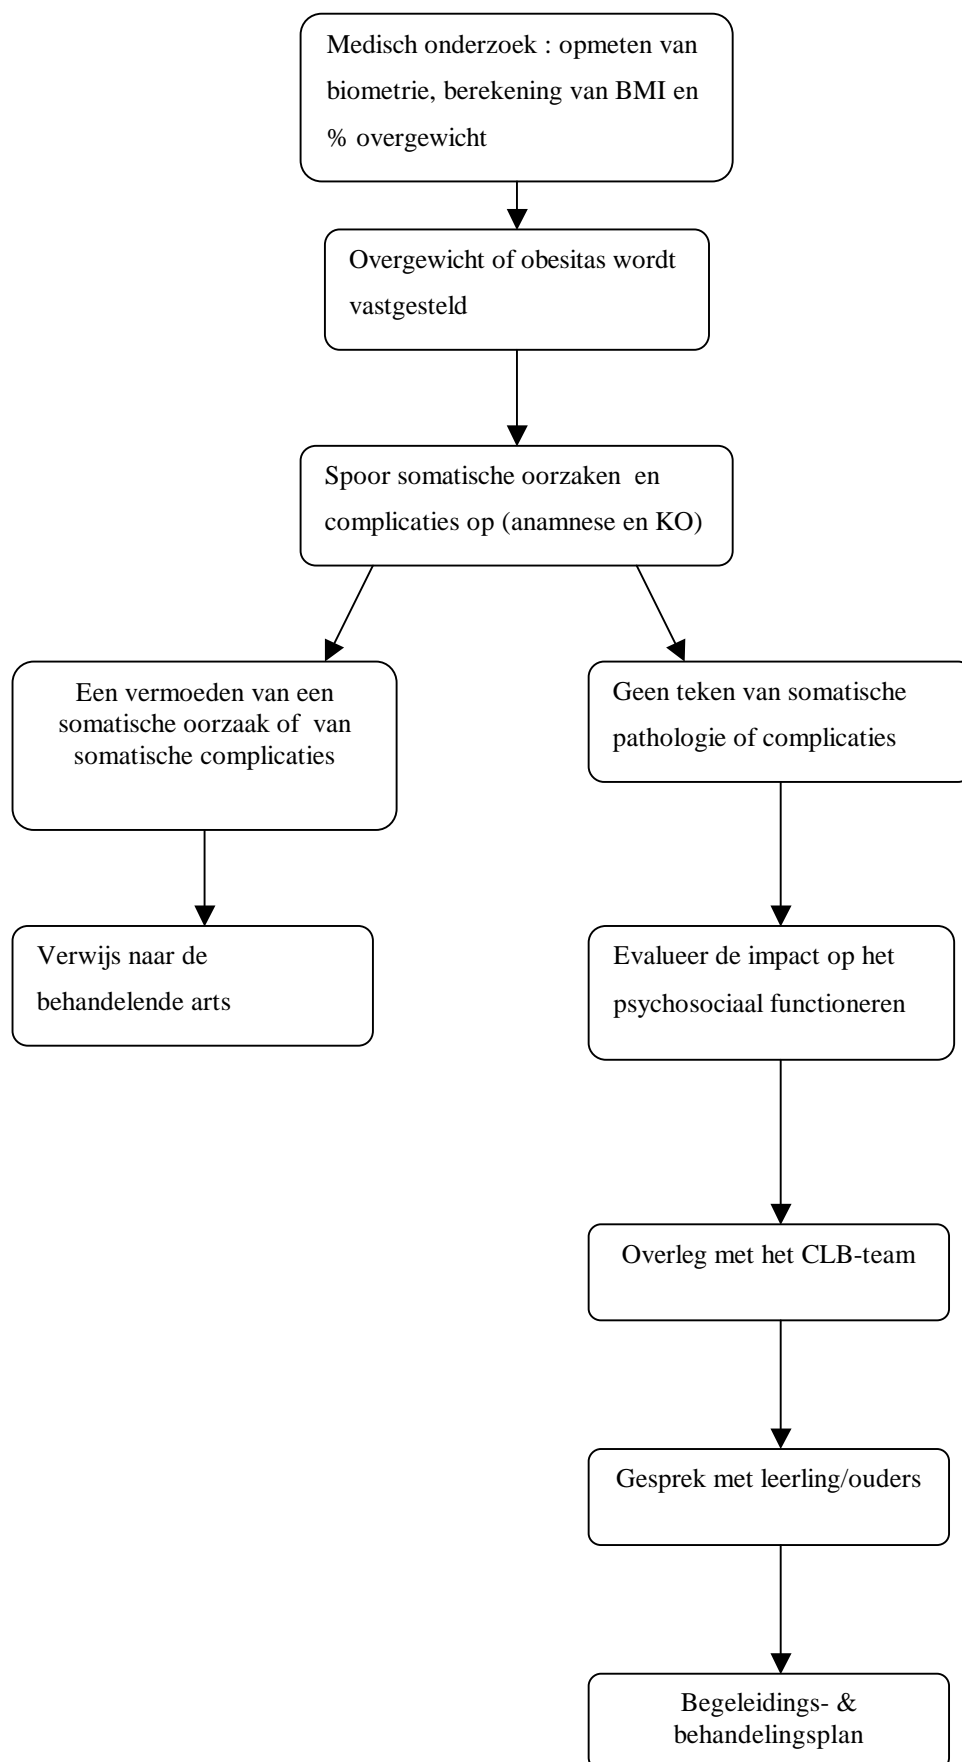 Medisch onderzoek : opmeten van
biometrie, berekening van BMI en
% overgewicht
Overgewicht of obesitas wordt
vastgesteld
Spoor somatische oorzaken en
complicaties op (anamnese en KO)
Een vermoeden van een
somatische oorzaak of van
somatische complicaties
Geen teken van somatische
pathologie of complicaties
Verwijs naar de
behandelende arts
Evalueer de impact op het
psychosociaal functioneren
Overleg met het CLB-team
Gesprek met leerling/ouders
Begeleidings- &
behandelingsplan